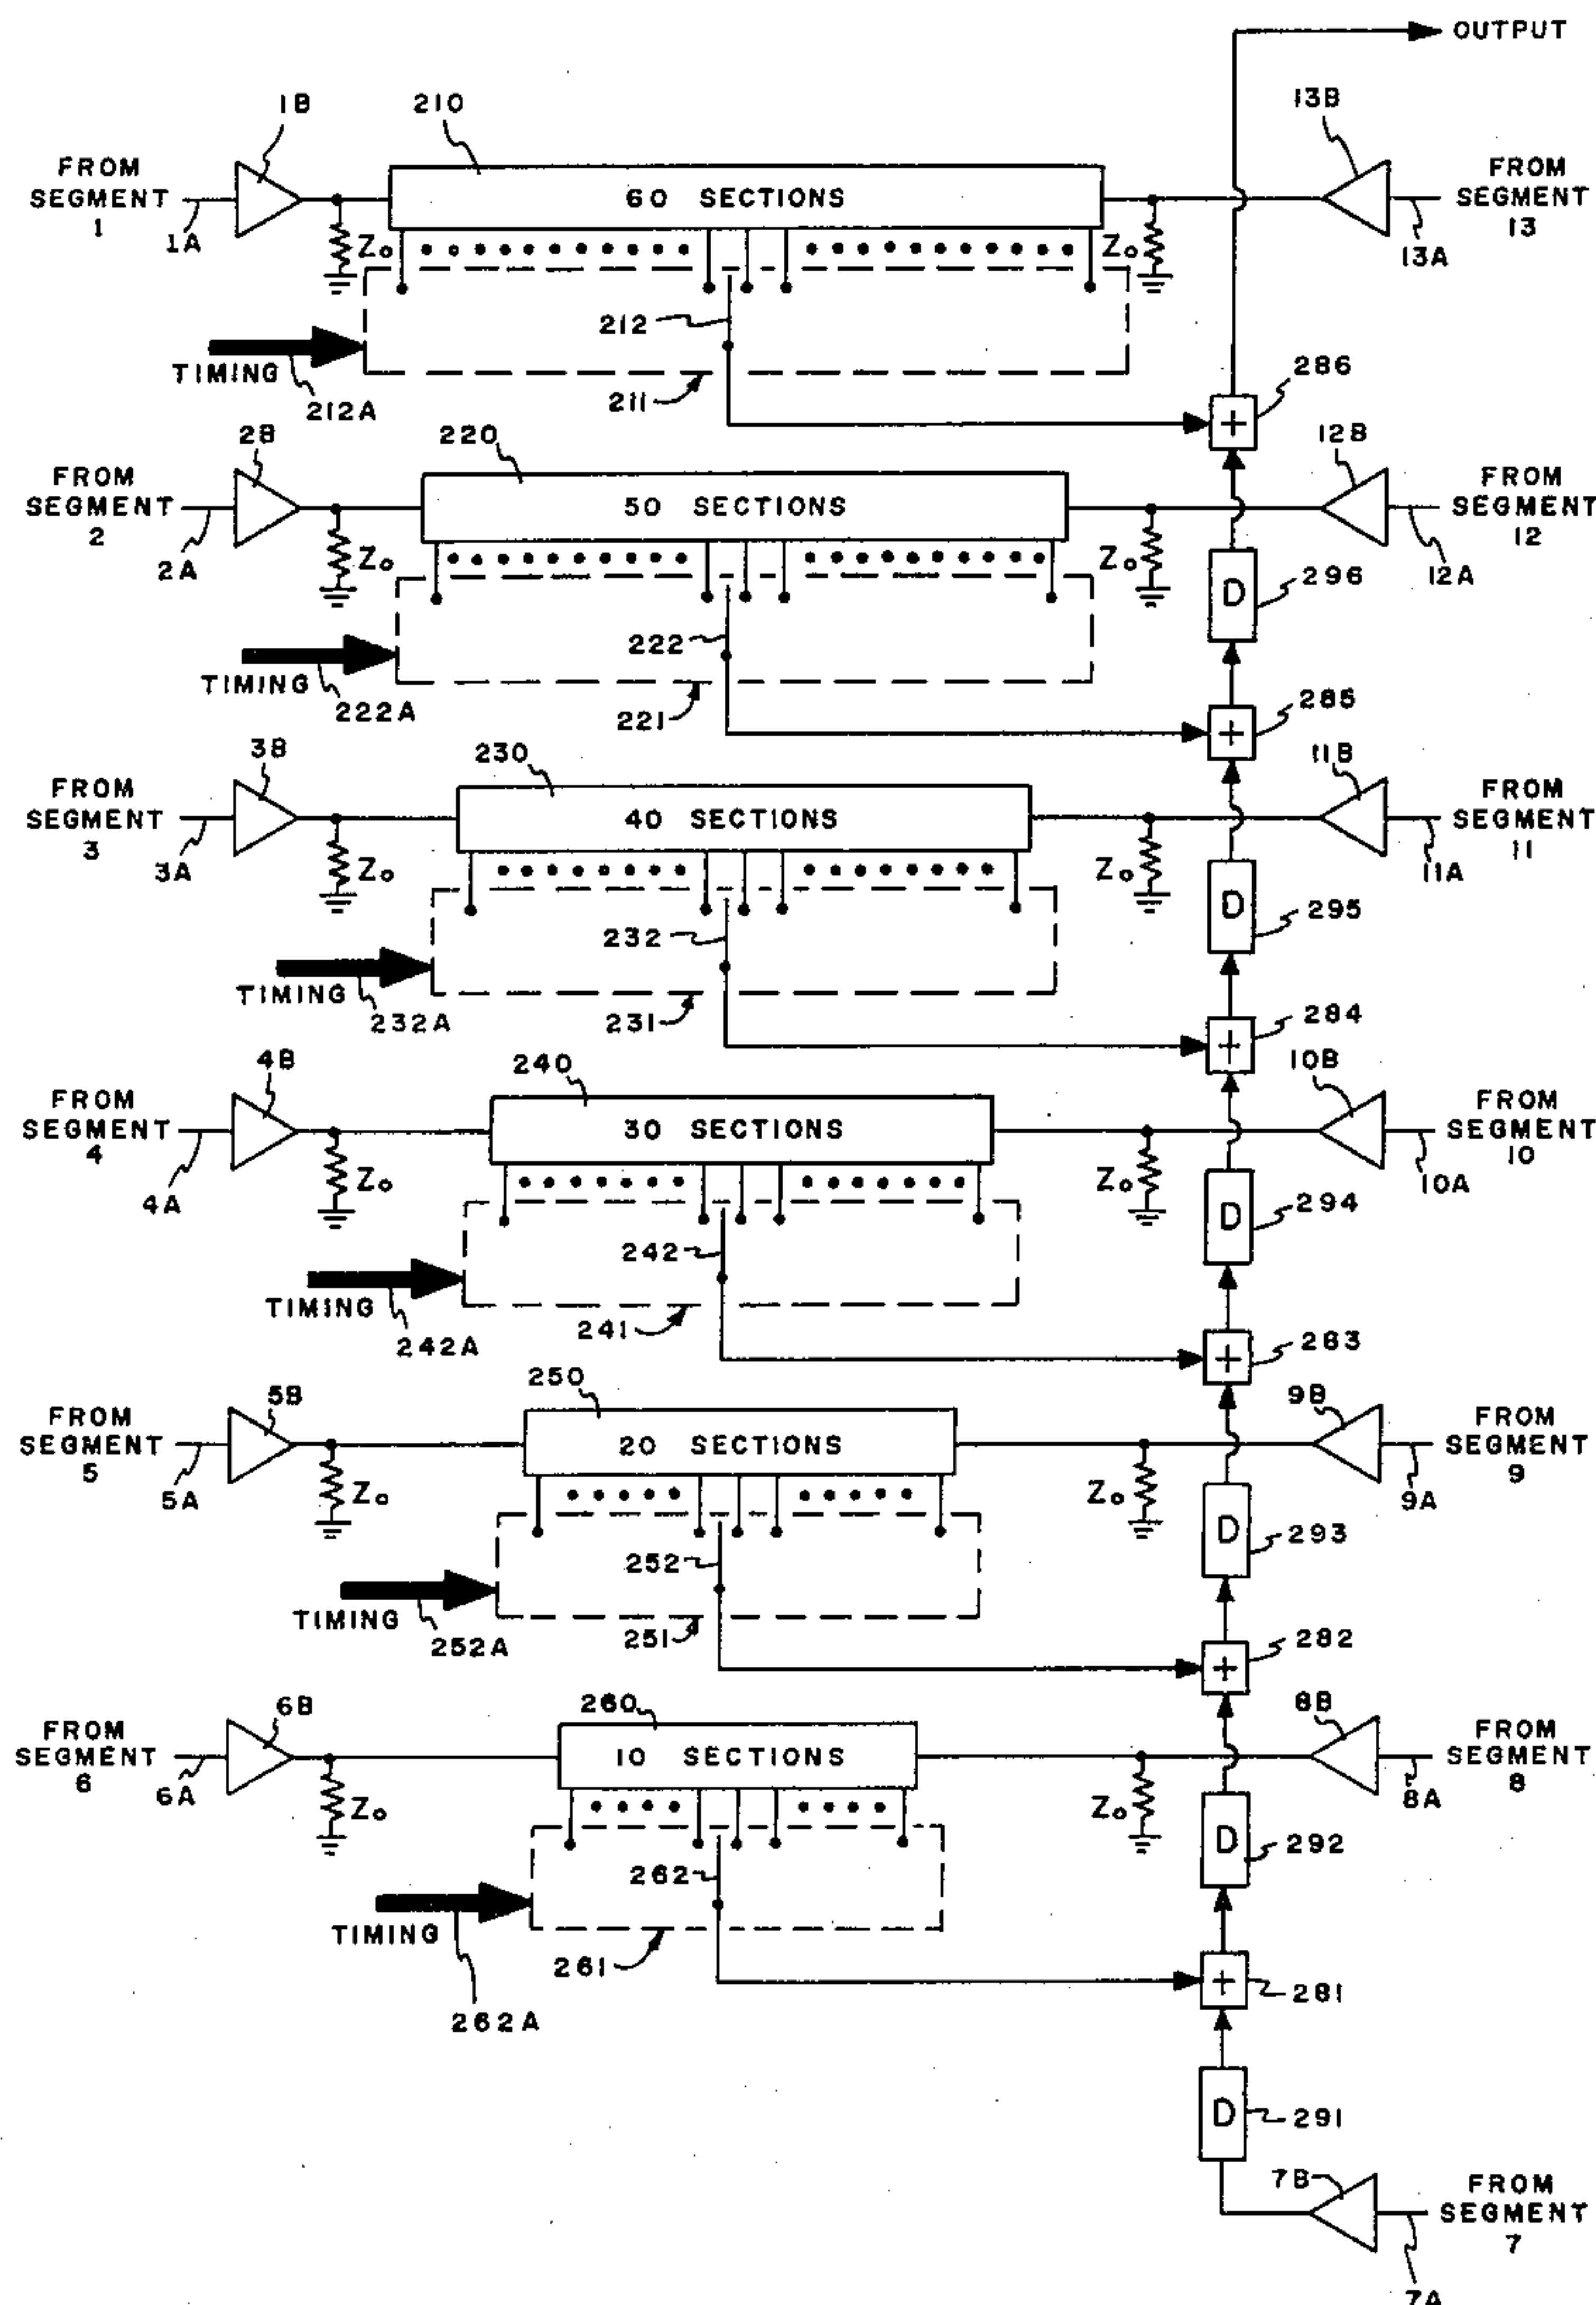 OUTPUT
1B
210
13B
FROM SEGMENT 1
60 SECTIONS
FROM SEGMENT 13
1A
Zo
Zo
13A
212
TIMING
212A
211
286
2B
220
12B
FROM SEGMENT 2
50 SECTIONS
FROM SEGMENT 12
2A
Zo
Zo
12A
D
296
222
TIMING
222A
221
285
3B
230
11B
FROM SEGMENT 3
40 SECTIONS
FROM SEGMENT 11
3A
Zo
Zo
11A
D
295
232
TIMING
232A
231
284
4B
240
10B
FROM SEGMENT 4
30 SECTIONS
FROM SEGMENT 10
4A
Zo
Zo
10A
D
294
242
TIMING
242A
241
283
5B
250
9B
FROM SEGMENT 5
20 SECTIONS
FROM SEGMENT 9
5A
Zo
Zo
9A
D
293
252
TIMING
252A
251
282
6B
260
8B
FROM SEGMENT 6
10 SECTIONS
FROM SEGMENT 8
6A
Zo
Zo
8A
D
292
262
TIMING
262A
261
281
D
291
7B
FROM SEGMENT 7
7A